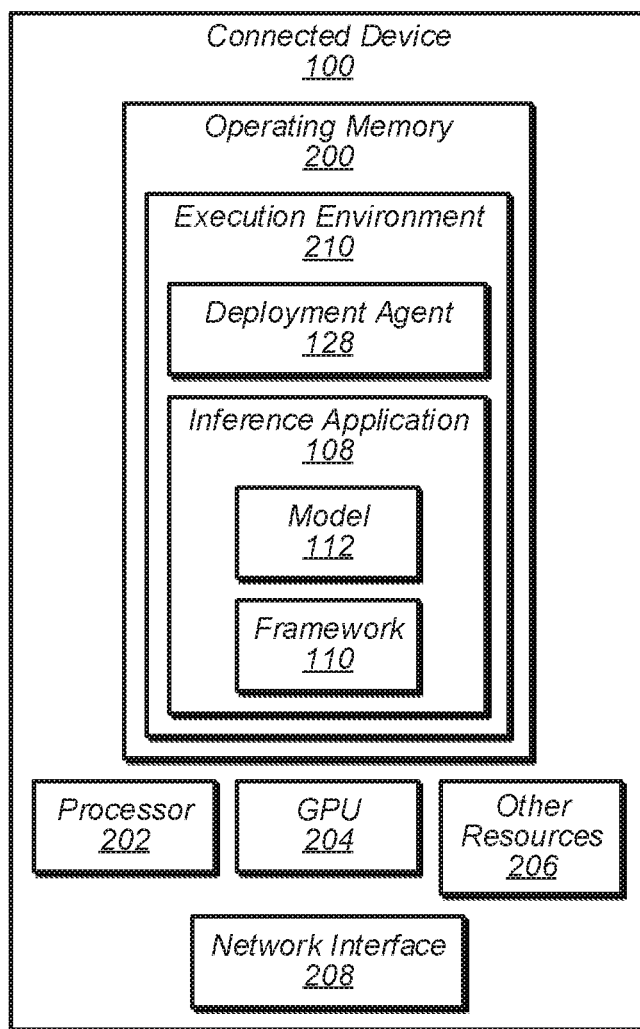 Connected Device
100
Operating Memory
200
Execution Environment
210
Deployment Agent
128
Inference Application
108
Model
112
Framework
110
Processor
202
GPU
204
Other
Resources
206
Network Interface
208